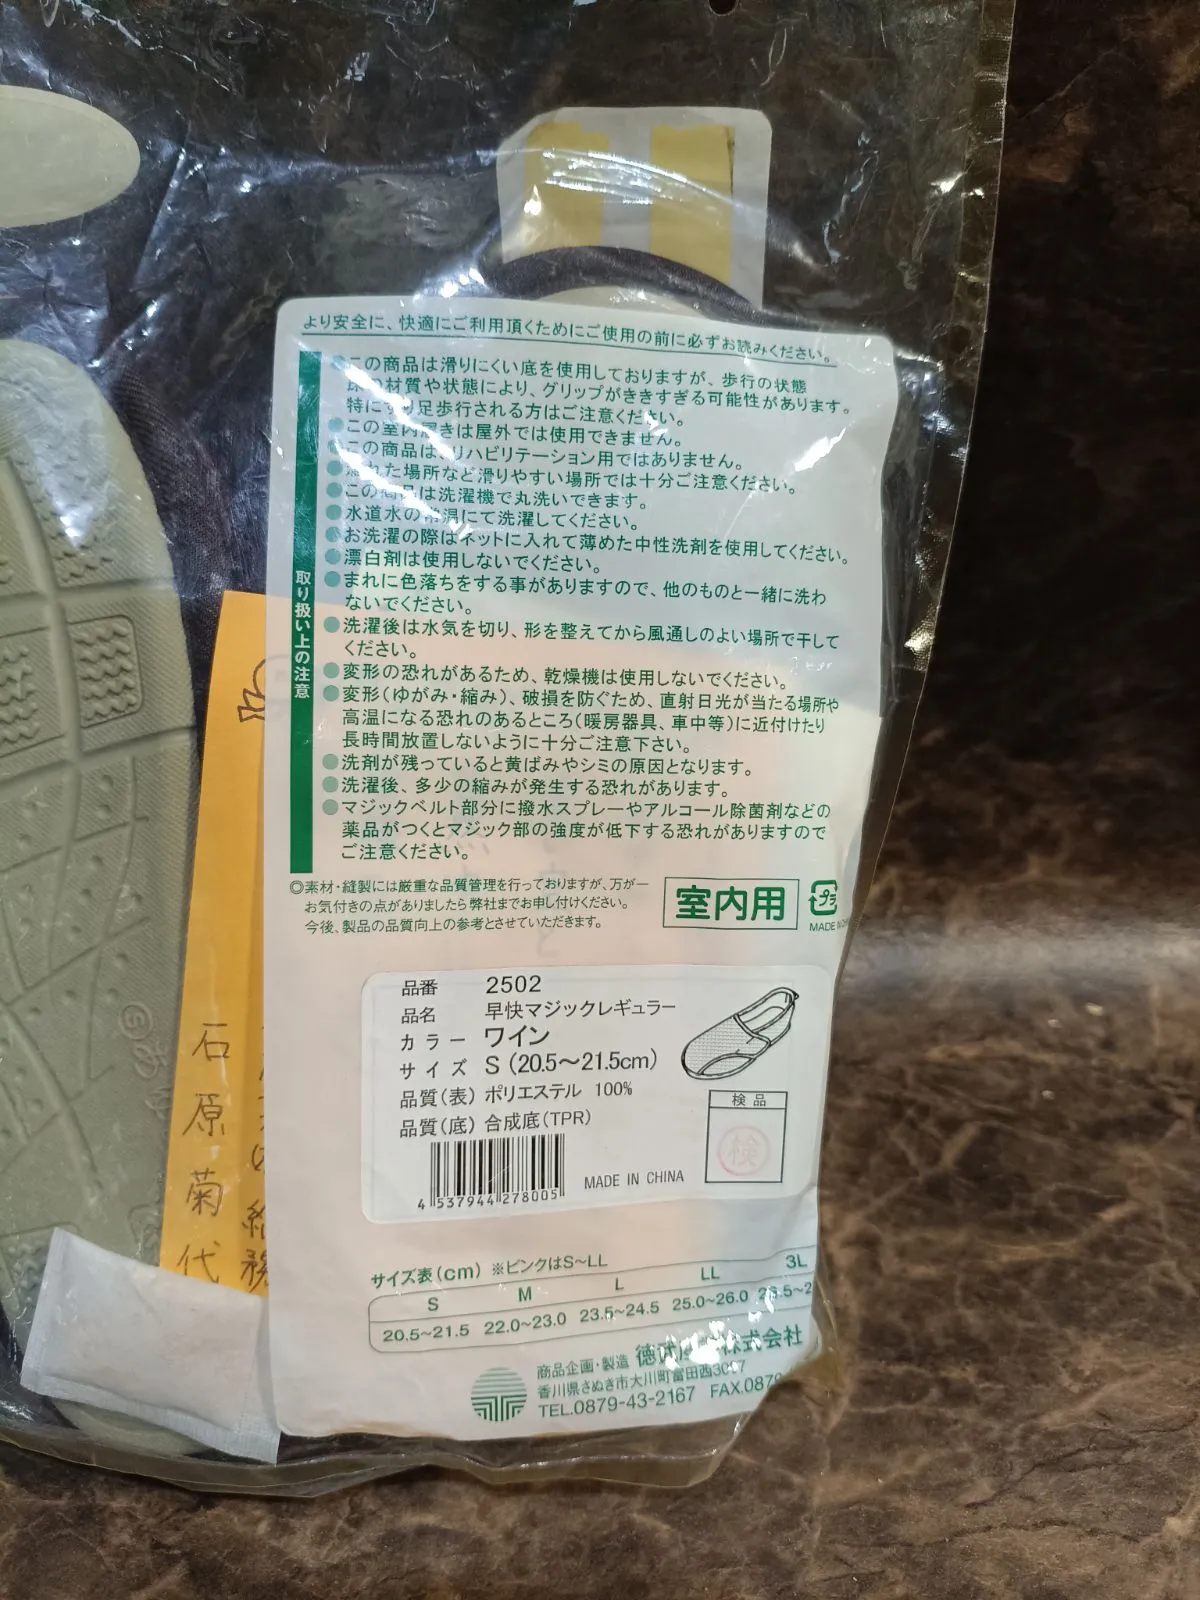 より安全に、快適にご利用頂くためにご使用の前に必ずお読みください。
取り扱い上の注意
●この商品は滑りにくい底を使用しておりますが、歩行の状態
の材質や状態により、グリップがききすぎる可能性があります。
特にすり足歩行される方はご注意ください。
●この室内履きは屋外では使用できません。
●この商品はリハビリテーション用ではありません。
●濡れた場所など滑りやすい場所では十分ご注意ください。
●この商品は洗濯機で丸洗いできます。
●水道水の常温にて洗濯してください。
●お洗濯の際はネットに入れて薄めた中性洗剤を使用してください。
●漂白剤は使用しないでください。
●まれに色落ちをする事がありますので、他のものと一緒に洗わ
ないでください。
●洗濯後は水気を切り、形を整えてから風通しのよい場所で干して
ください。
●変形の恐れがあるため、乾燥機は使用しないでください。
●変形(ゆがみ・縮み)、破損を防ぐため、直射日光が当たる場所や
高温になる恐れのあるところ(暖房器具、車中等)に近付けたり
長時間放置しないように十分ご注意下さい。
●洗剤が残っていると黄ばみやシミの原因となります。
●洗濯後、多少の縮みが発生する恐れがあります。
●マジックベルト部分に撥水スプレーやアルコール除菌剤などの
薬品がつくとマジック部の強度が低下する恐れがありますので
ご注意ください。
◎素材・縫製には厳重な品質管理を行っておりますが、万が一
お気付きの点がありましたら弊社までお申し付けください。
今後、製品の品質向上の参考とさせていただきます。
室内用
プラ
MADE
品番 2502
品名 早快マジックレギュラー
カラー ワイン
サイズ S(20.5〜21.5cm)
品質(表) ポリエステル 100%
品質(底) 合成底(TPR)
検品
検
4 537944 278005
MADE IN CHINA
石原菊代
サイズ表(cm) ※ピンクはS〜LL
S M L LL 3L
20.5〜21.5 22.0〜23.0 23.5〜24.5 25.0〜26.0
商品企画・製造 徳武産業株式会社
香川県さぬき市大川町富田西
TEL.0879-43-2167 FAX.0879